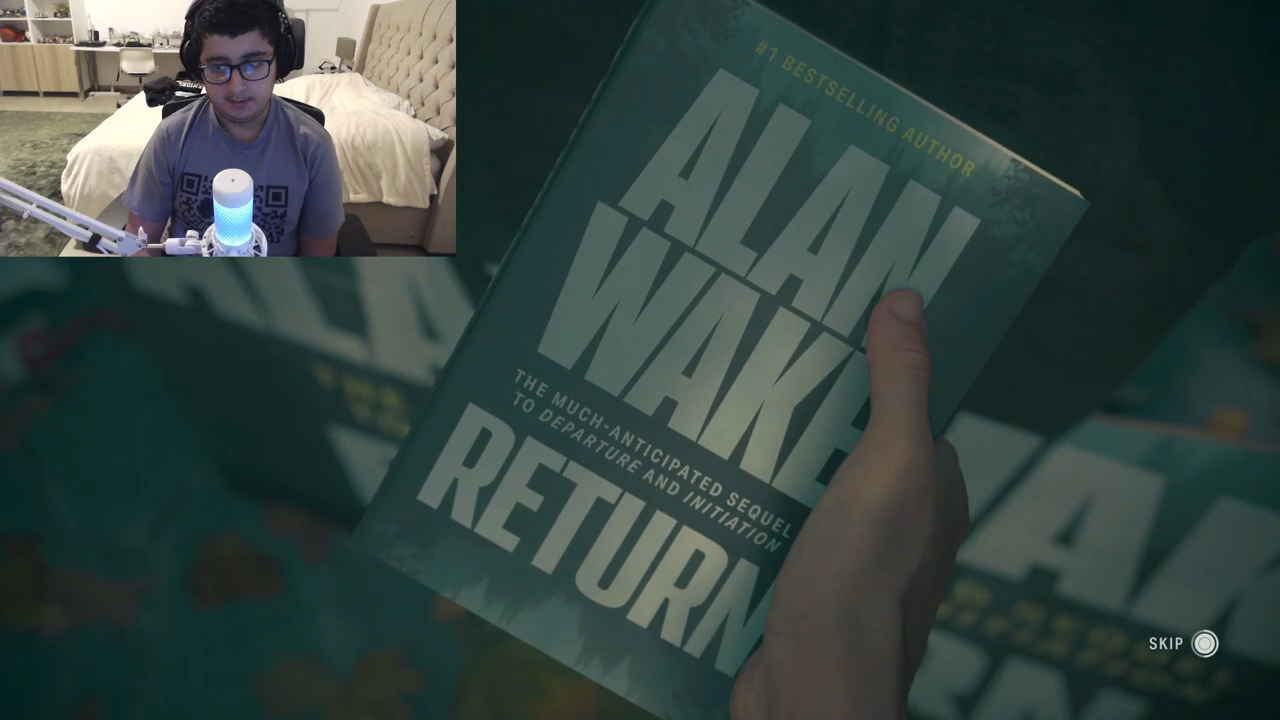 #1 BESTSELLING AUTHOR
ALAN
WAKE
THE MUCH-ANTICIPATED SEQUEL
TO DEPARTURE AND INITIATION
RETURN
SKIP